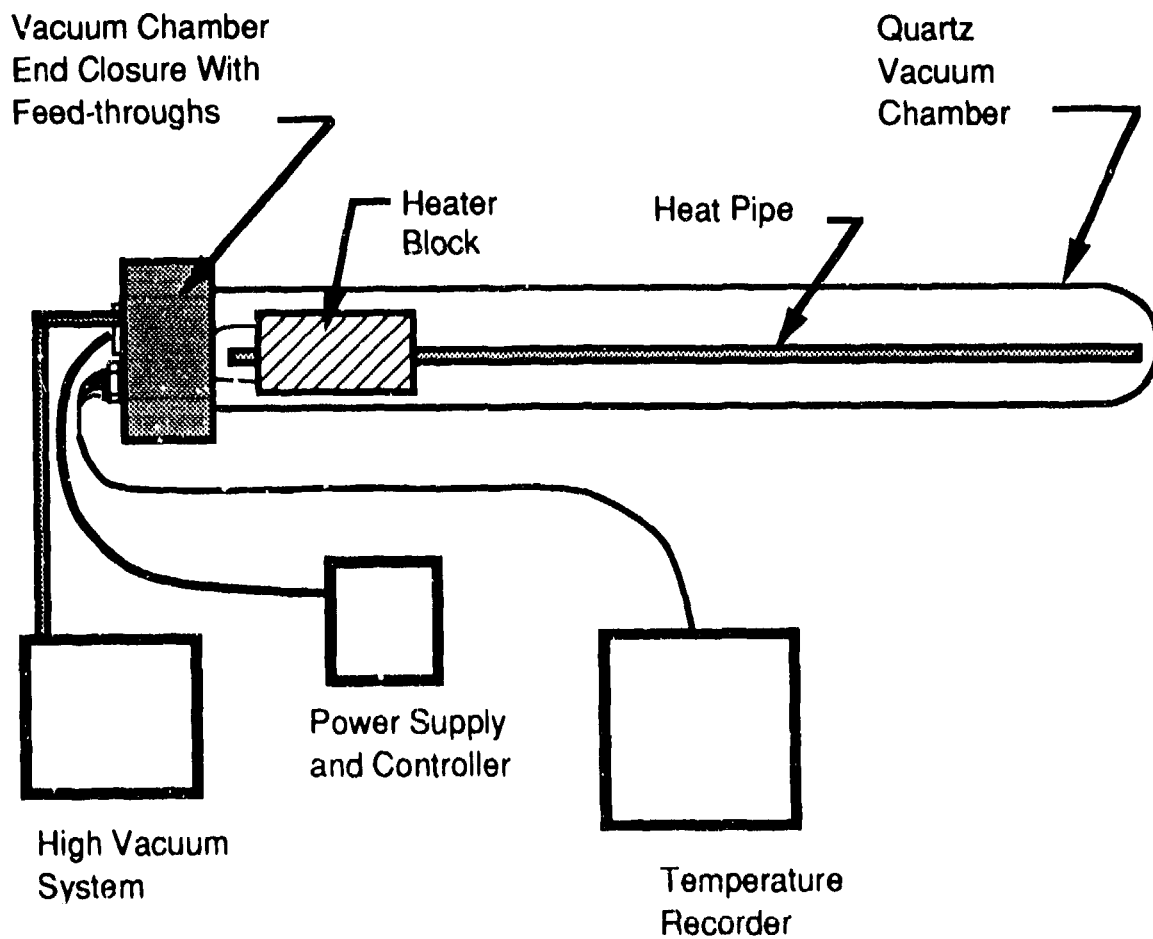 Vacuum Chamber
End Closure With
Feed-throughs
Quartz
Vacuum
Chamber
Heater
Block
Heat Pipe
Power Supply
and Controller
High Vacuum
System
Temperature
Recorder